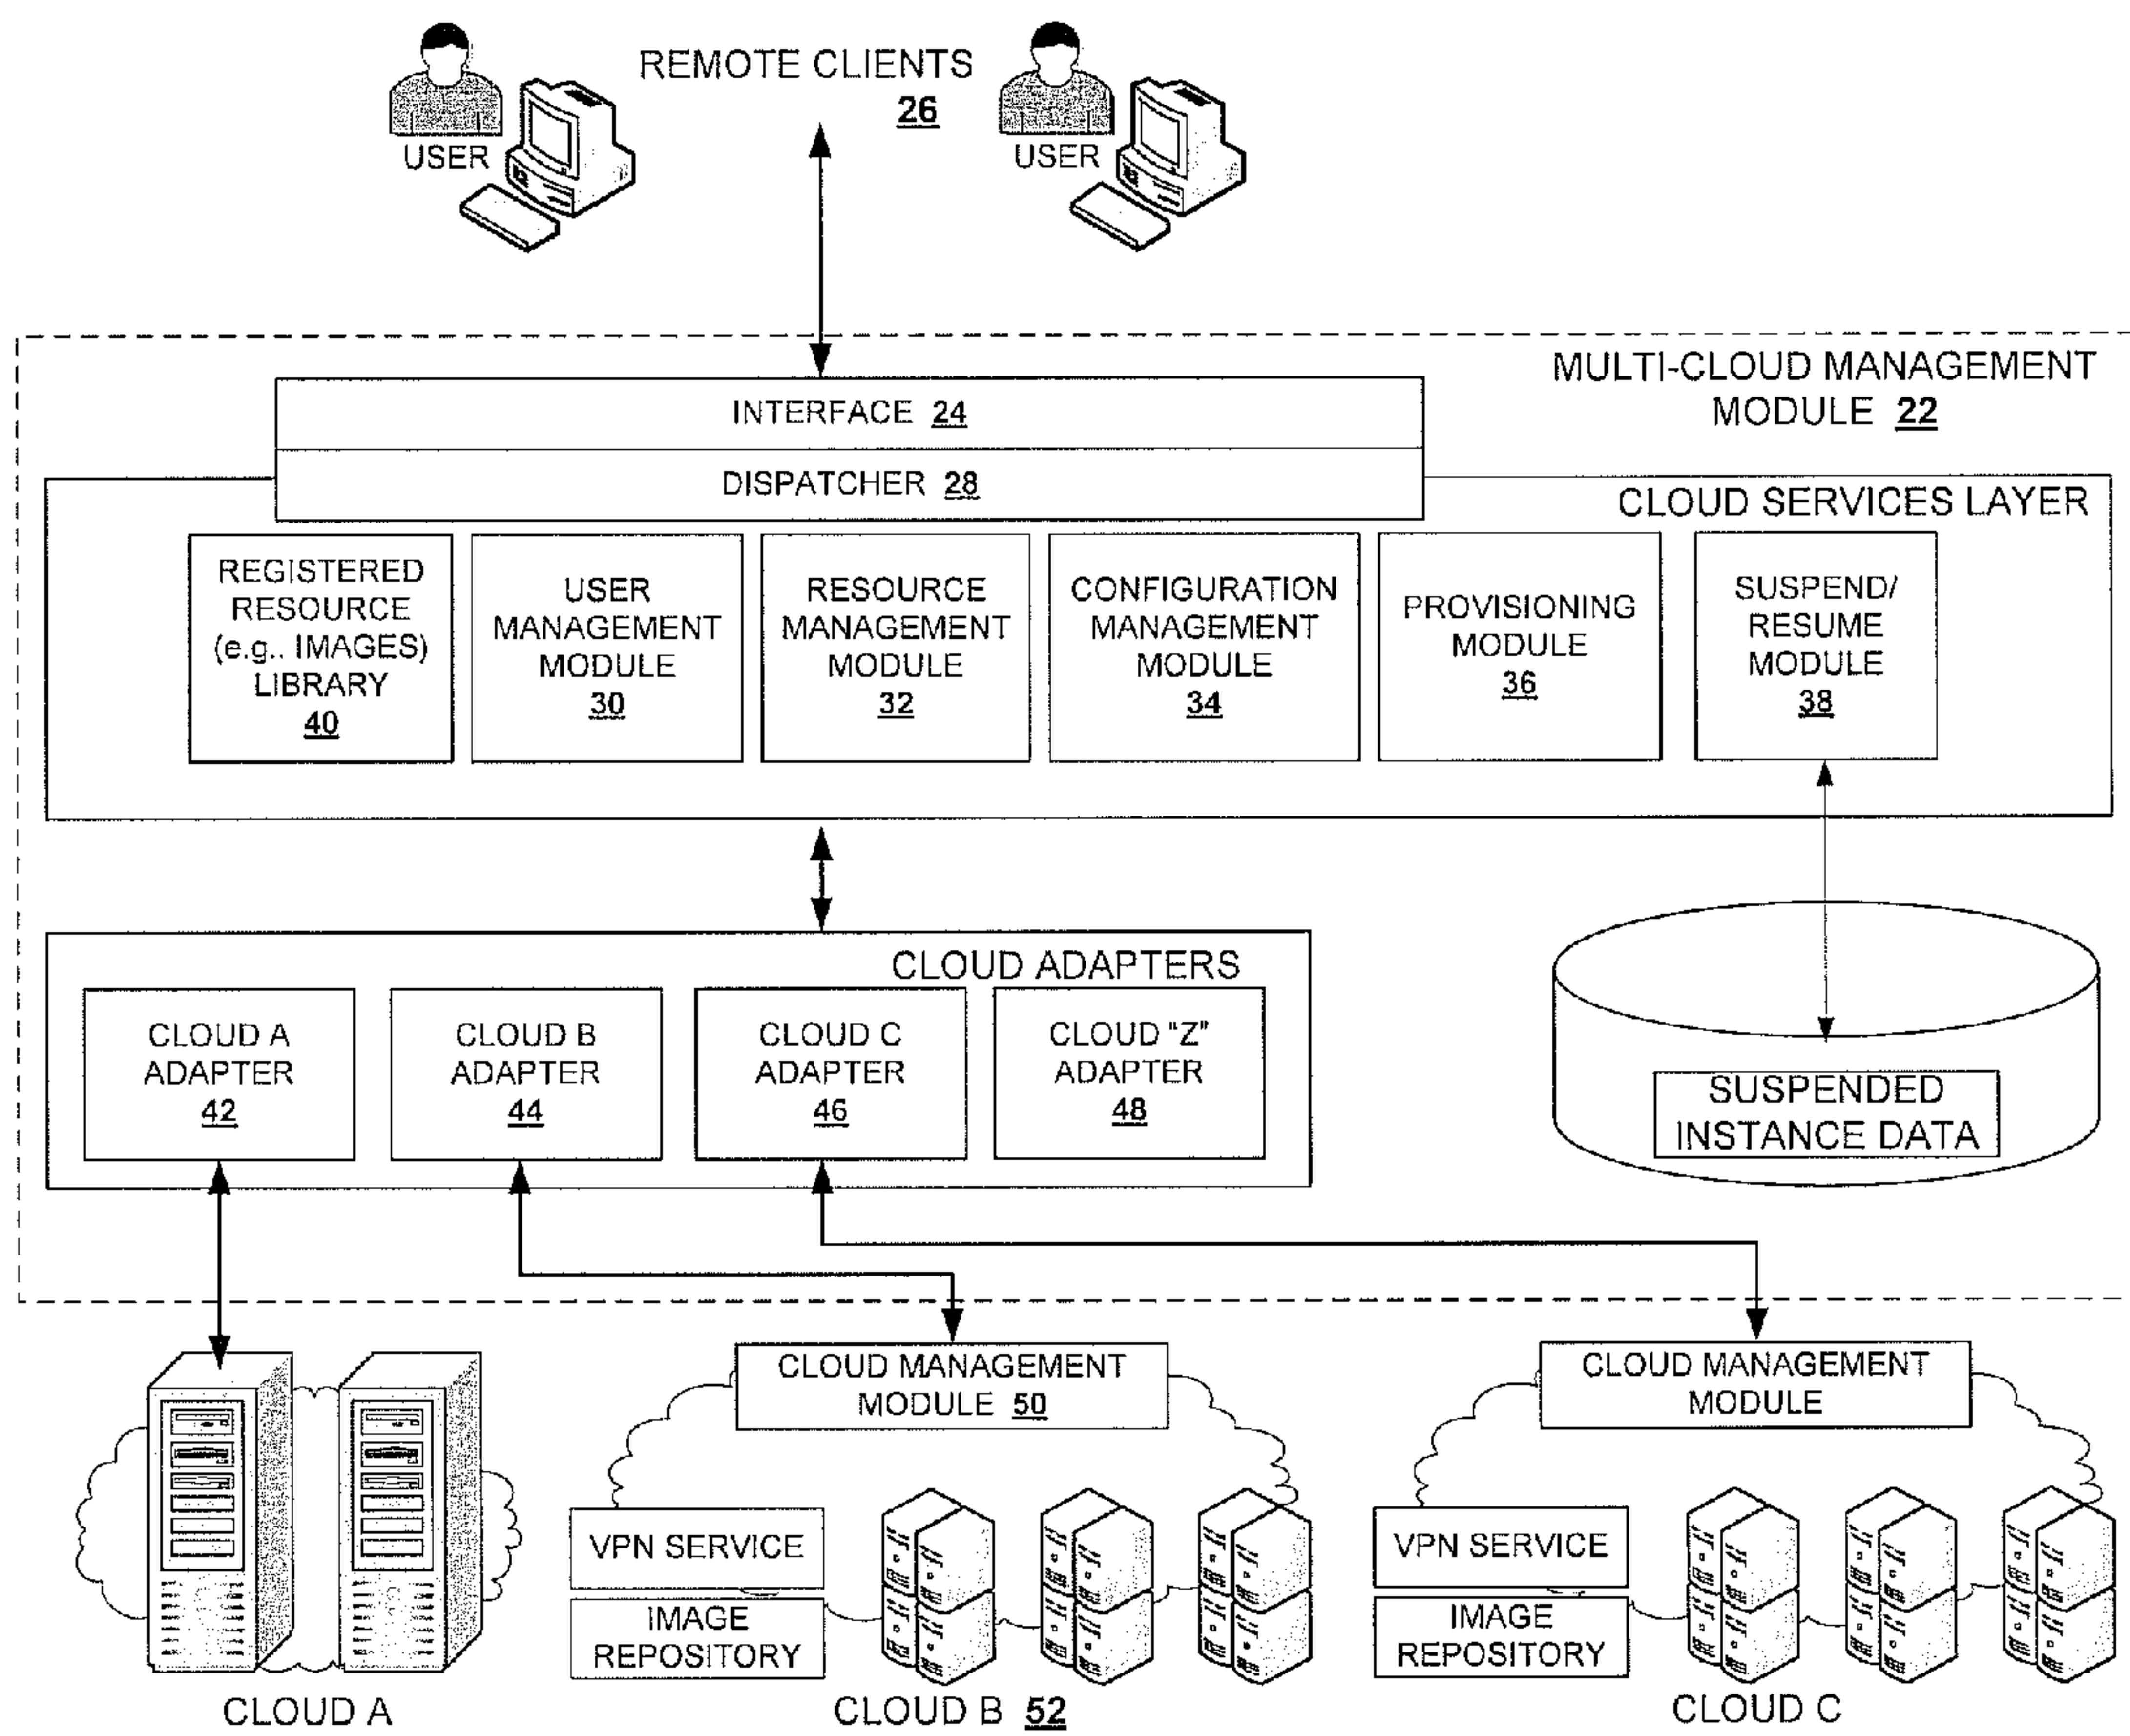 REMOTE CLIENTS
26
USER
USER
MULTI-CLOUD MANAGEMENT
MODULE 22
INTERFACE 24
DISPATCHER 28
CLOUD SERVICES LAYER
REGISTERED
RESOURCE
(e.g.. IMAGES)
LIBRARY
40
USER
MANAGEMENT
MODULE
30
RESOURCE
MANAGEMENT
MODULE
32
CONFIGURATION
MANAGEMENT
MODULE
34
PROVISIONING
MODULE
36
SUSPEND/
RESUME
MODULE
38
CLOUD ADAPTERS
CLOUD A
ADAPTER
42
CLOUD B
ADAPTER
44
CLOUD C
ADAPTER
46
CLOUD "Z"
ADAPTER
48
SUSPENDED
INSTANCE DATA
CLOUD MANAGEMENT
MODULE 50
CLOUD MANAGEMENT
MODULE
VPN SERVICE
IMAGE
REPOSITORY
VPN SERVICE
IMAGE
REPOSITORY
CLOUD A
CLOUD B 52
CLOUD C